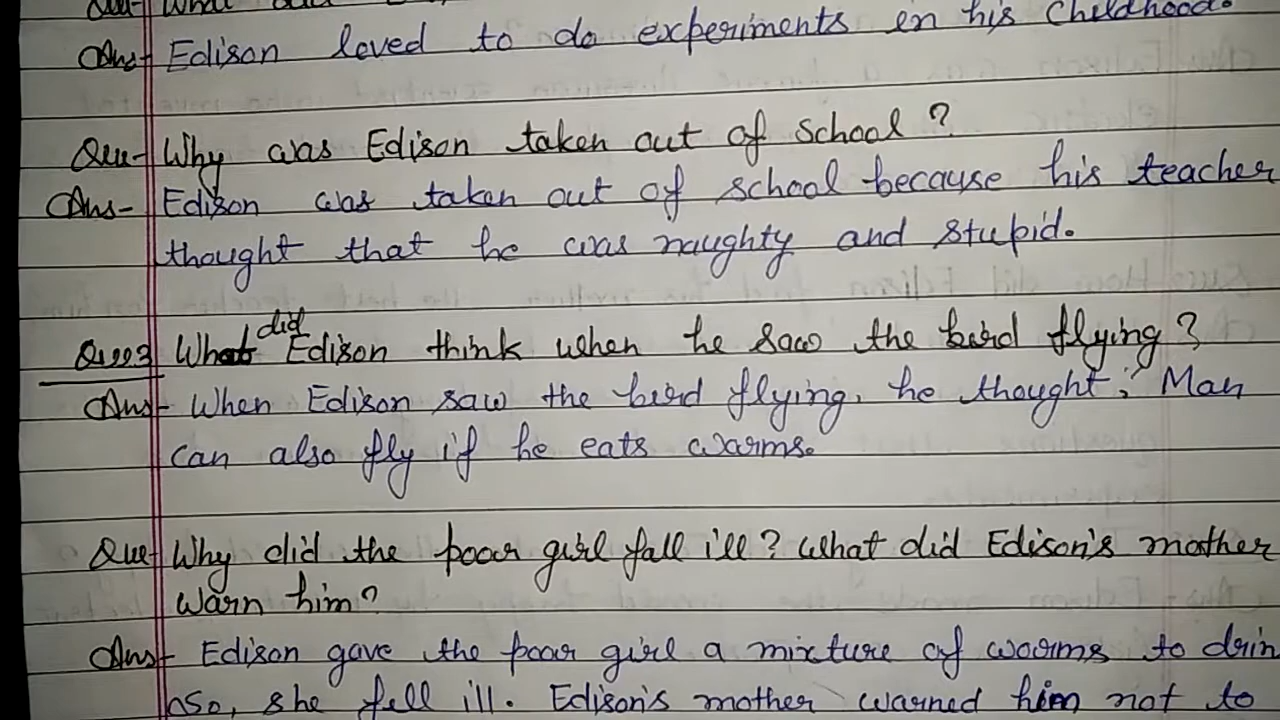 Ans- Edison loved to do experiments in his childhood.
Que- Why was Edison taken out of School ?
Ans- Edison was taken out of school because his teacher
thought that he was naughty and stupid.
Ques3 What did Edison think when he saw the bird flying ?
Ans- When Edison saw the bird flying, he thought, Man
can also fly if he eats warms.
Que- Why did the poor girl fall ill ? What did Edison's mother
warn him ?
Ans- Edison gave the poor girl a mixture of worms to drin
so, she fell ill. Edison's mother warned him not to